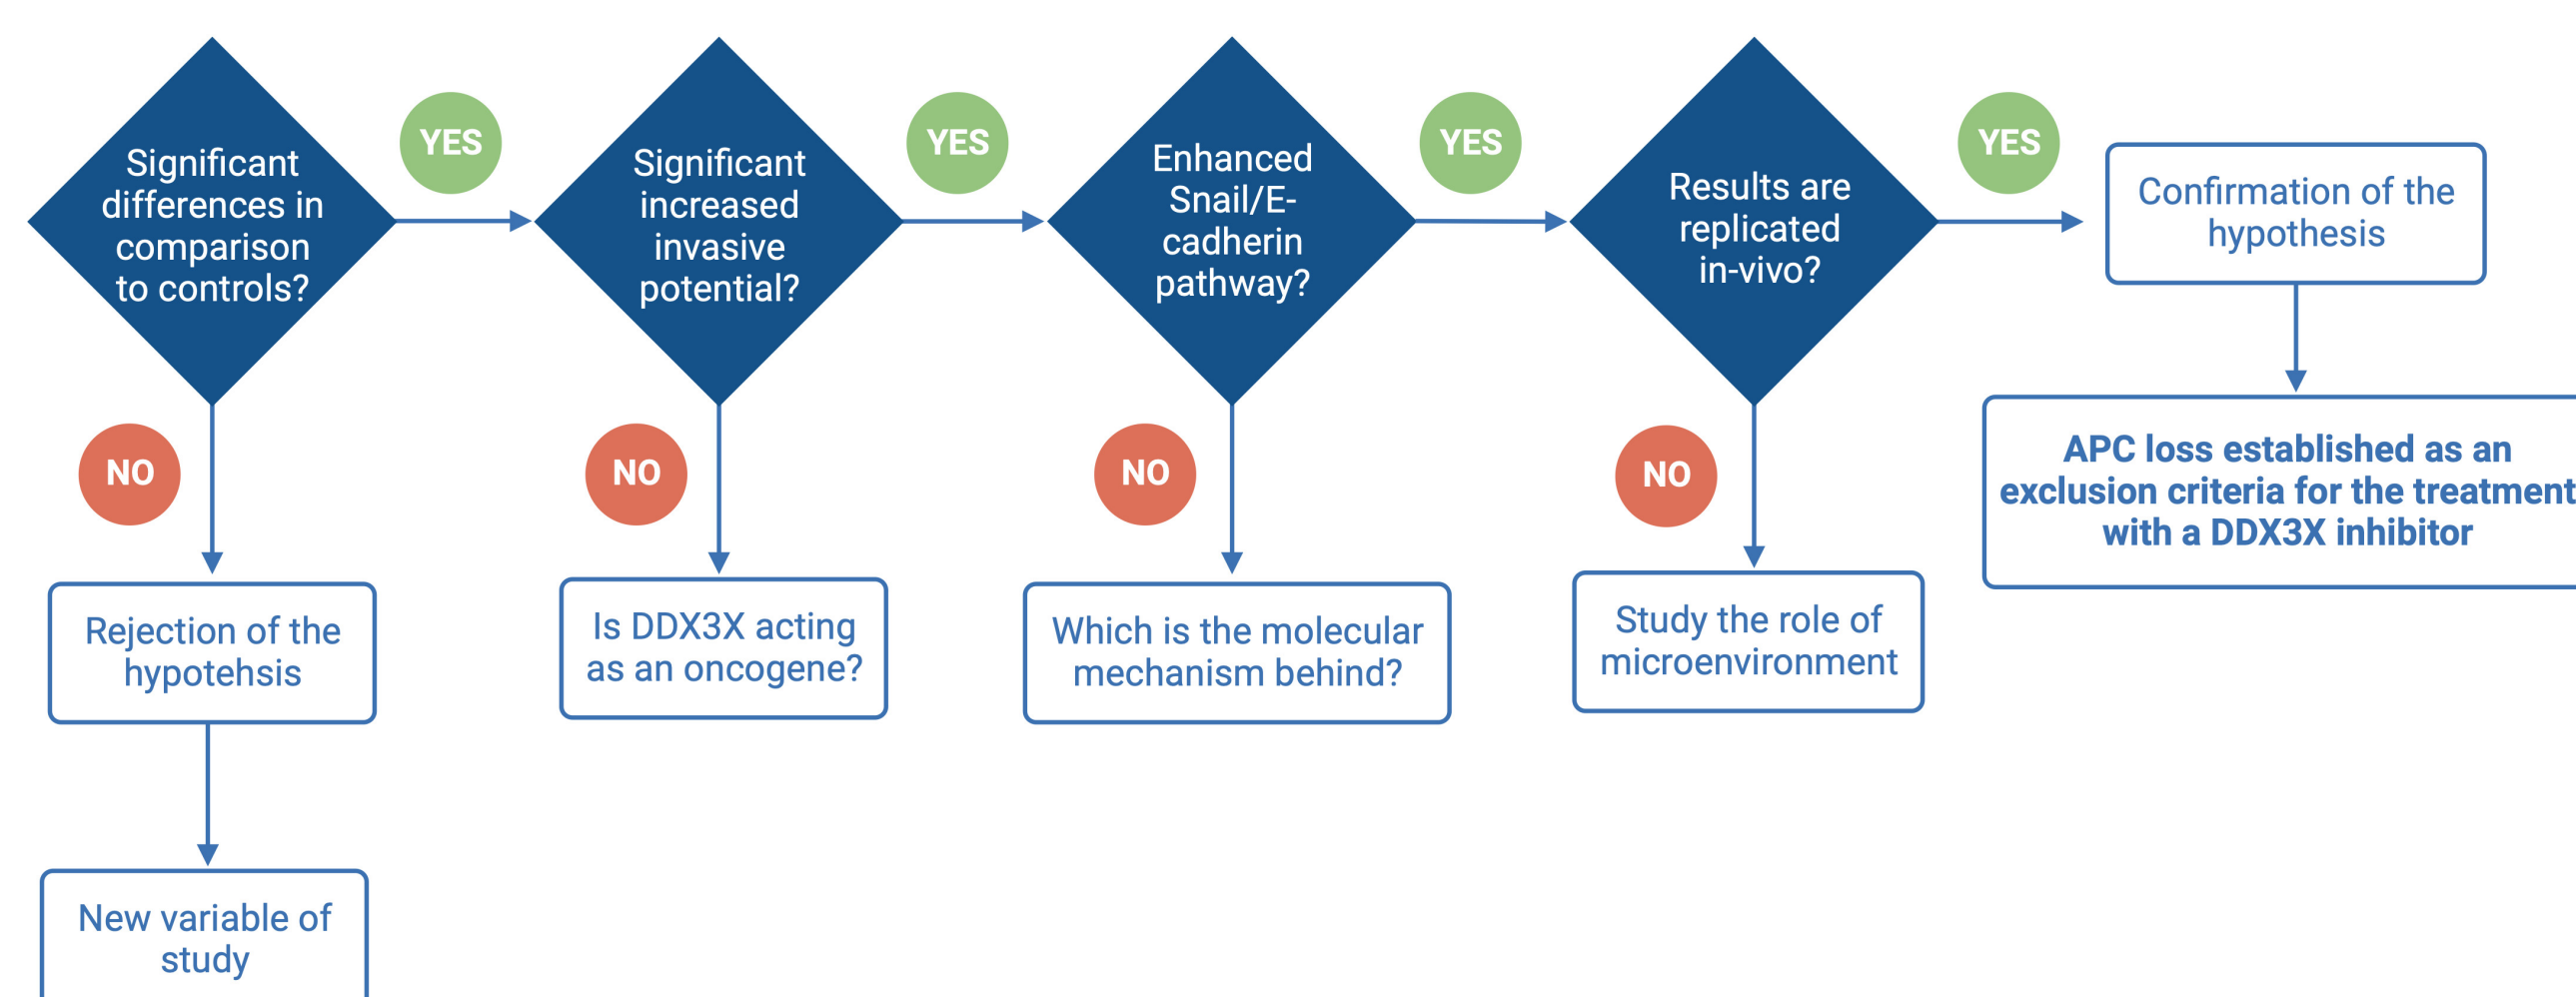 Significant
differences in
comparison
to controls?
YES
Significant
increased
invasive
potential?
YES
Enhanced
Snail/E-
cadherin
pathway?
YES
Results are
replicated
in-vivo?
YES
Confirmation of the
hypothesis
NO
Rejection of the
hypotehsis
New variable of
study
NO
Is DDX3X acting
as an oncogene?
NO
Which is the molecular
mechanism behind?
NO
Study the role of
microenvironment
APC loss established as an
exclusion criteria for the treatment
with a DDX3X inhibitor